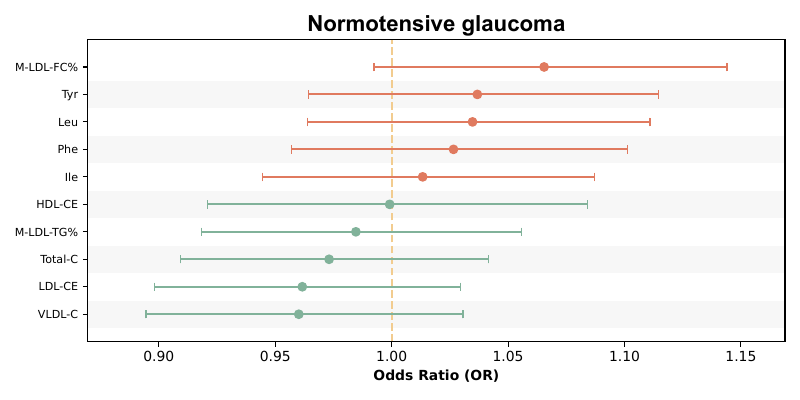 Normotensive glaucoma
M-LDL-FC%
Tyr
Leu
Phe
Ile
HDL-CE
M-LDL-TG%
Total-C
LDL-CE
VLDL-C
0.90 0.95 1.00 1.05 1.10 1.15
Odds Ratio (OR)